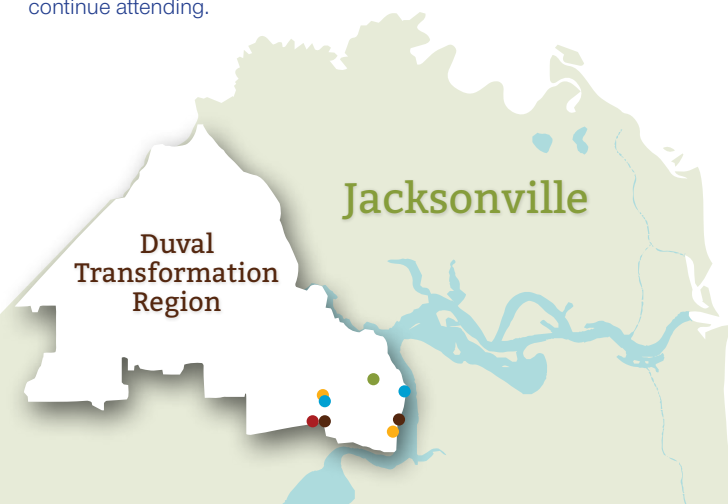 continue attending.
Jacksonville
Duval
Transformation
Region